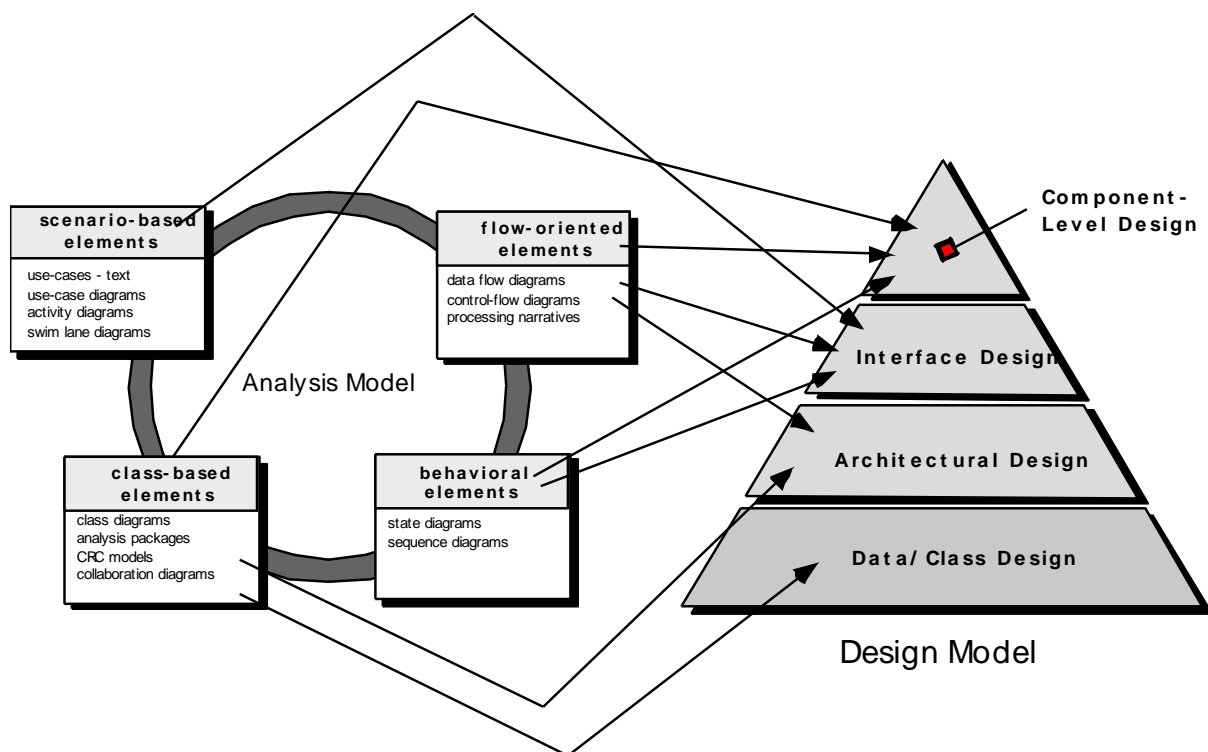 scenario-based
elements
use-cases - text
use-case diagrams
activity diagrams
swim lane diagrams
flow-oriented
elements
data flow diagrams
control-flow diagrams
processing narratives
Analysis Model
class-based
elements
class diagrams
analysis packages
CRC models
collaboration diagrams
behavioral
elements
state diagrams
sequence diagrams
Component-
Level Design
Interface Design
Architectural Design
Data/Class Design
Design Model